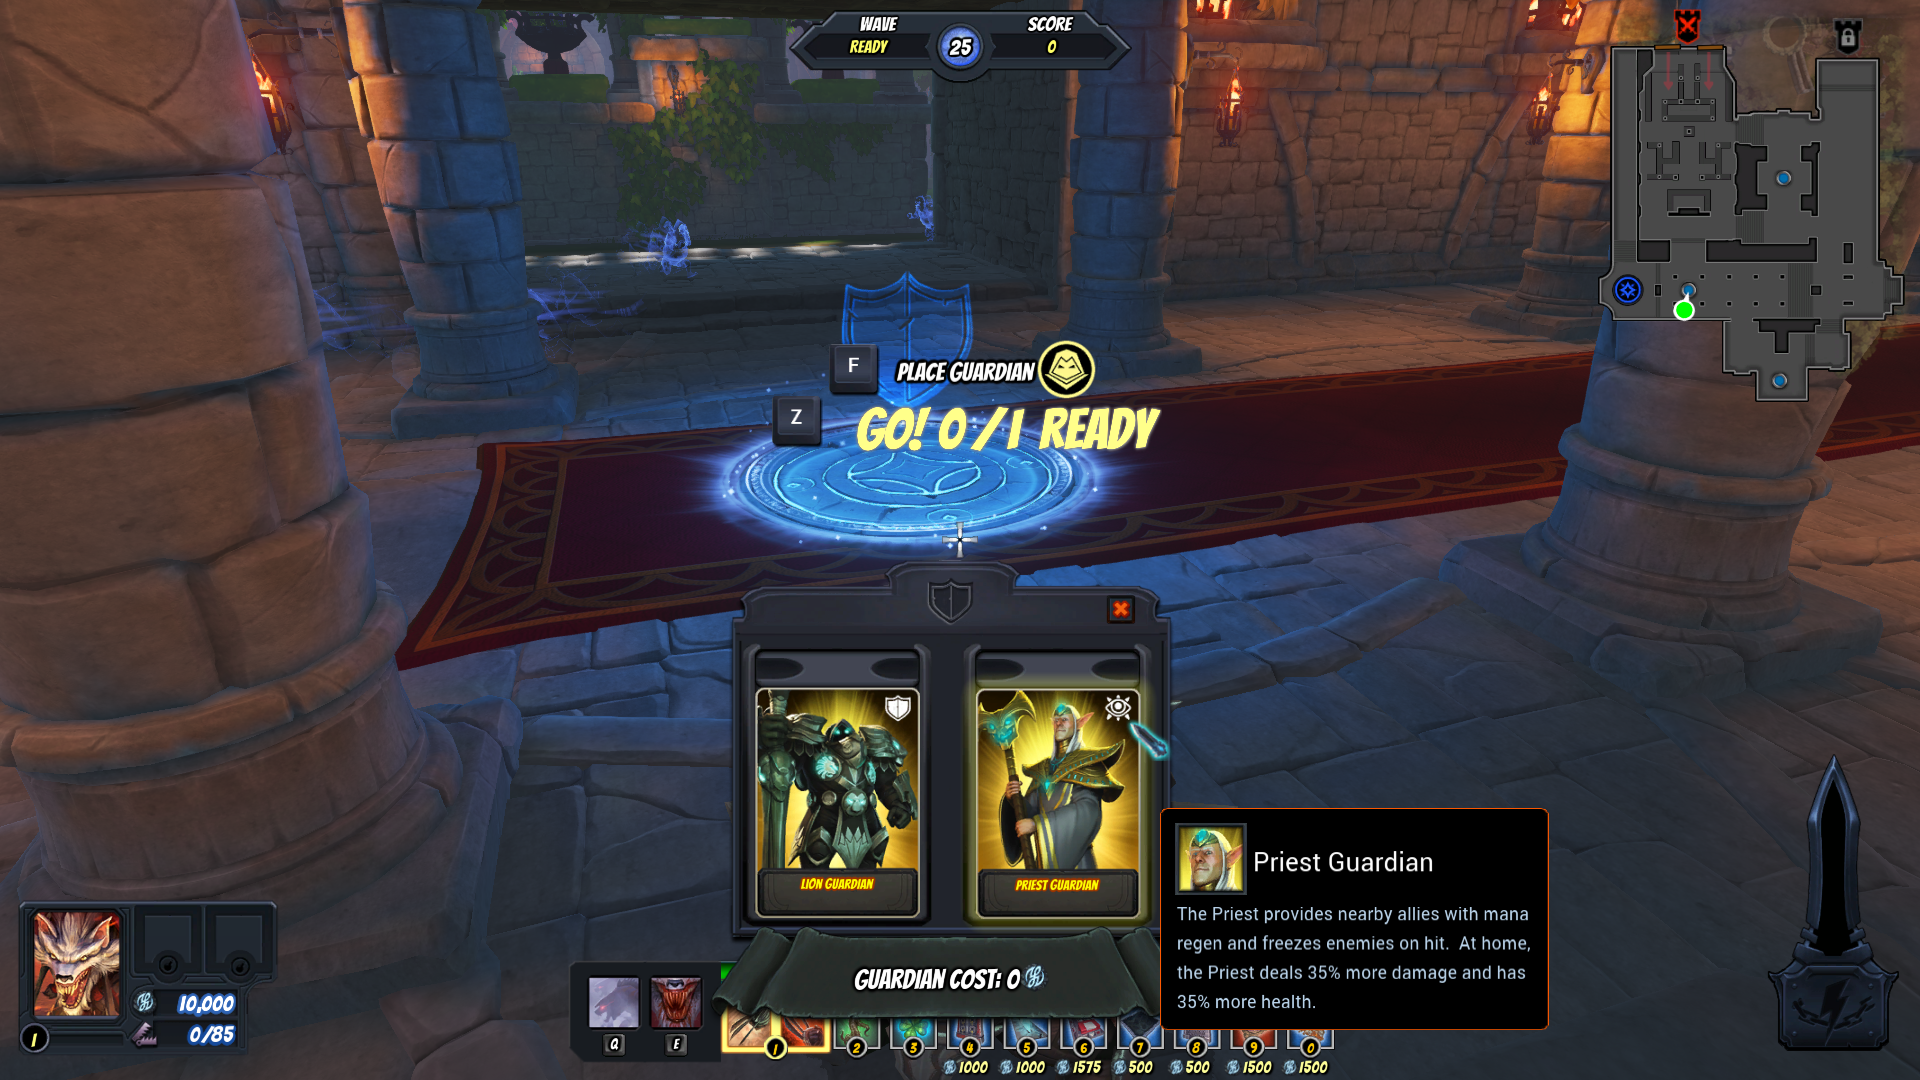 WAVE
READY
25
SCORE
0
F
PLACE GUARDIAN
Z
GO! 0/1 READY
LION GUARDIAN
PRIEST GUARDIAN
Priest Guardian
The Priest provides nearby allies with mana
regen and freezes enemies on hit. At home,
the Priest deals 35% more damage and has
35% more health.
GUARDIAN COST: 0
10,000
0/85
1
Q
E
1
2
3
4
5
6
7
8
9
0
1000
1000
1575
500
500
1500
1500